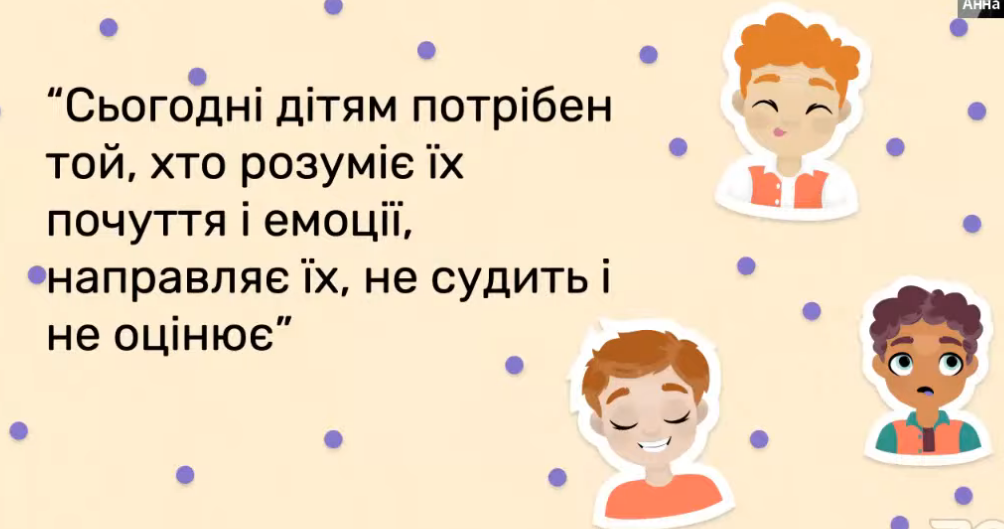 Анна
“Сьогодні дітям потрібен
той, хто розуміє їх
почуття і емоції,
направляє їх, не судить і
не оцінює”